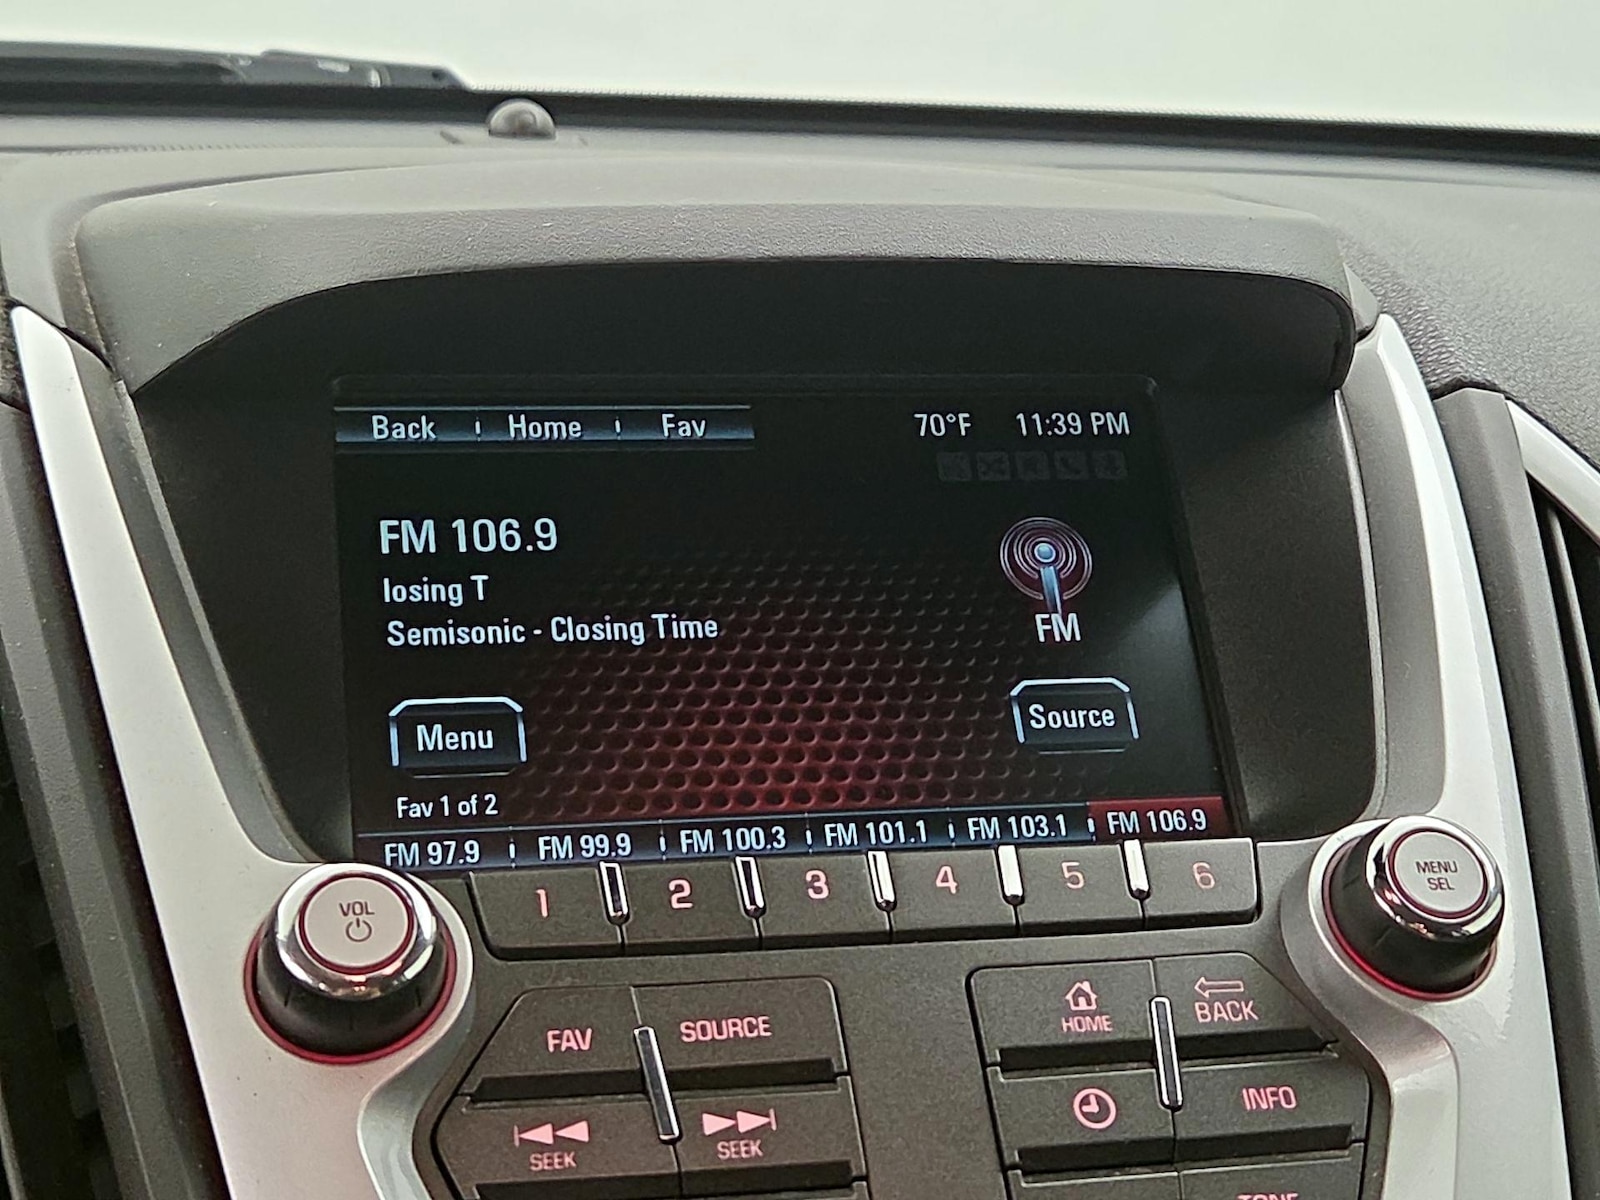 Back Home Fav 70°F 11:39 PM
FM 106.9
losing T
Semisonic - Closing Time
FM
Menu
Source
Fav 1 of 2
FM 97.9 FM 99.9 FM 100.3 FM 101.1 FM 103.1 FM 106.9
1 2 3 4 5 6
VOL
MENU
SEL
FAV SOURCE
HOME
BACK
SEEK
SEEK
INFO